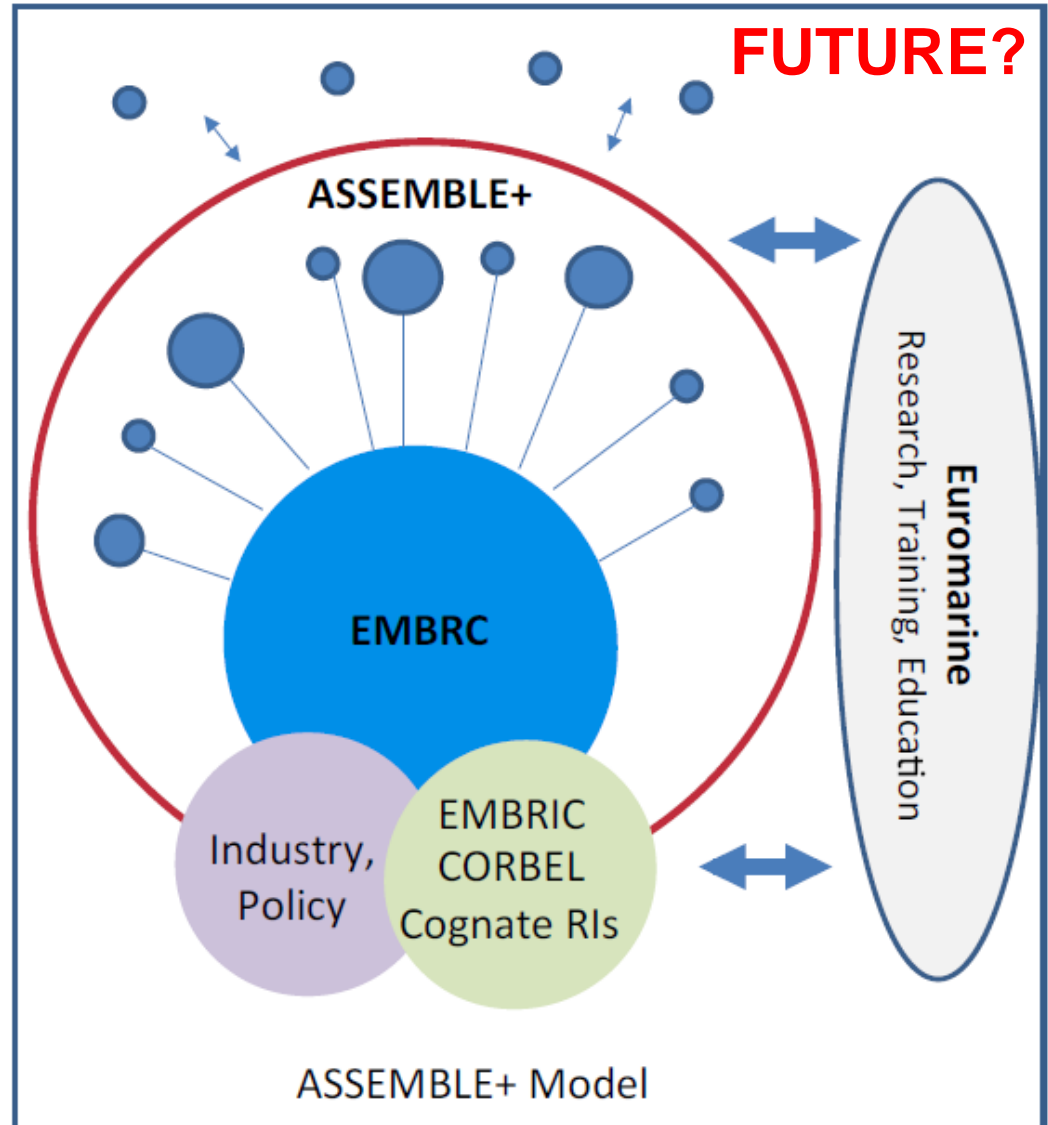 FUTURE?
ASSEMBLE+
EMBRC
Industry,
Policy
EMBRIC
CORBEL
Cognate RIs
Euromarine
Research, Training, Education
ASSEMBLE+ Model